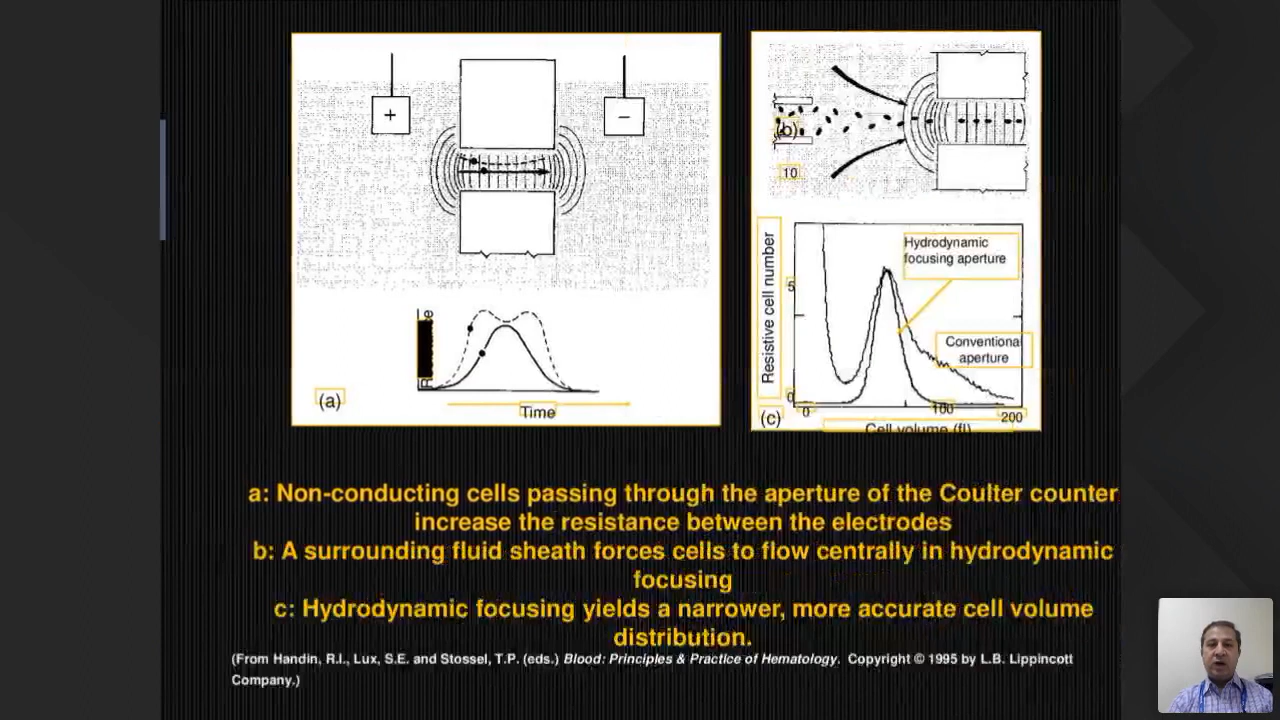 +
−
(a)
Time
(b)
10
Resistive cell number
5
0
Hydrodynamic
focusing aperture
Conventional
aperture
0
100
200
(c)
Cell volume (fl)
a: Non-conducting cells passing through the aperture of the Coulter counter
increase the resistance between the electrodes
b: A surrounding fluid sheath forces cells to flow centrally in hydrodynamic
focusing
c: Hydrodynamic focusing yields a narrower, more accurate cell volume
distribution.
(From Handin, R.I., Lux, S.E. and Stossel, T.P. (eds.) Blood: Principles & Practice of Hematology. Copyright © 1995 by L.B. Lippincott
Company.)